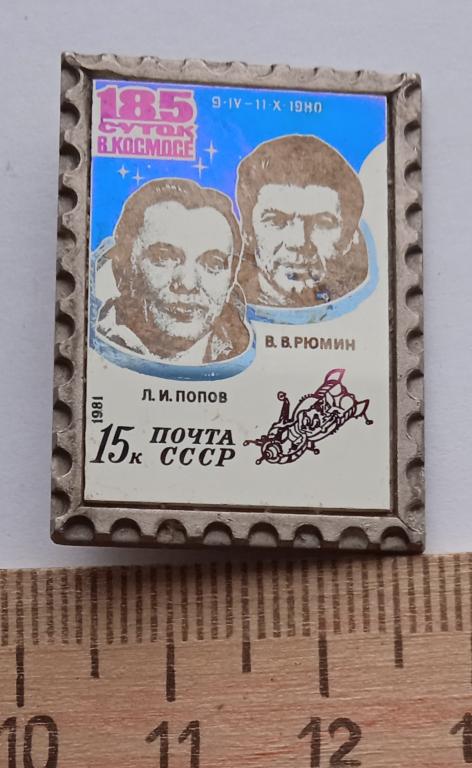 185
СУТОК
В.КОСМОСЕ
9·IV–11·X·1980
В. В. РЮМИН
Л. И. ПОПОВ
1981
15к ПОЧТА
СССР
10 11 12